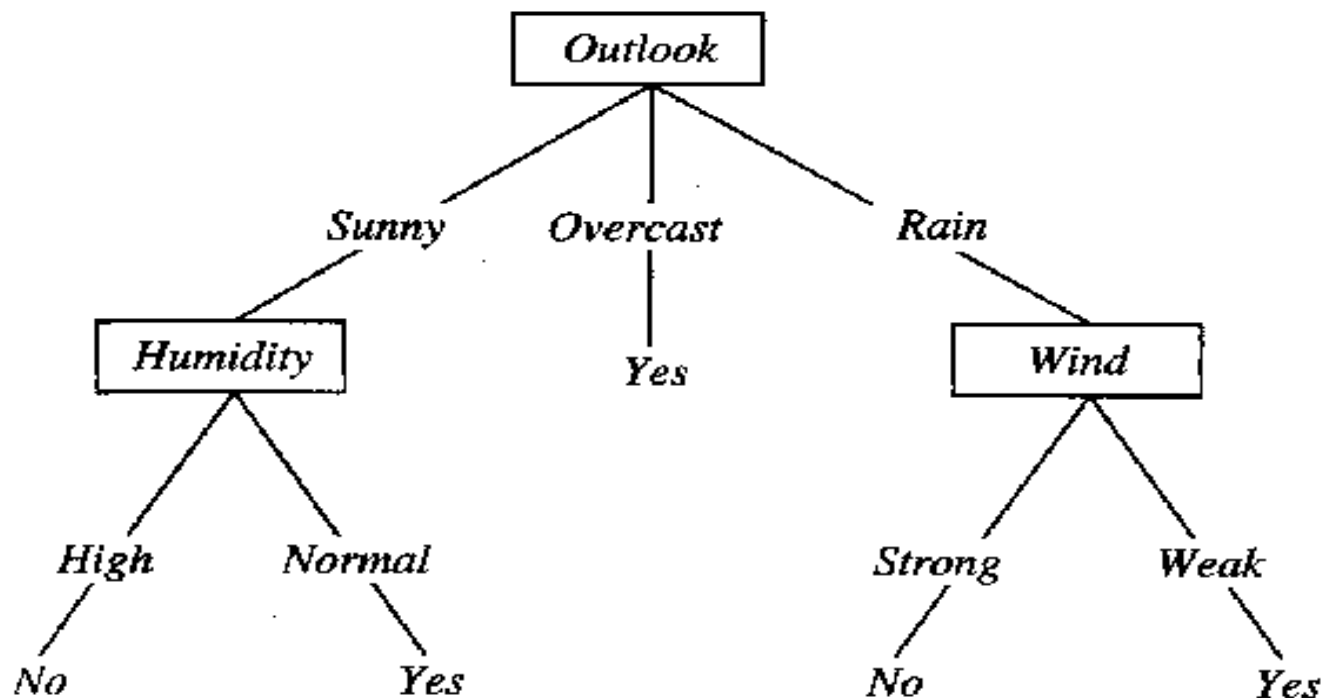 Outlook
Sunny Overcast Rain
Humidity Yes Wind
High Normal Strong Weak
No Yes No Yes